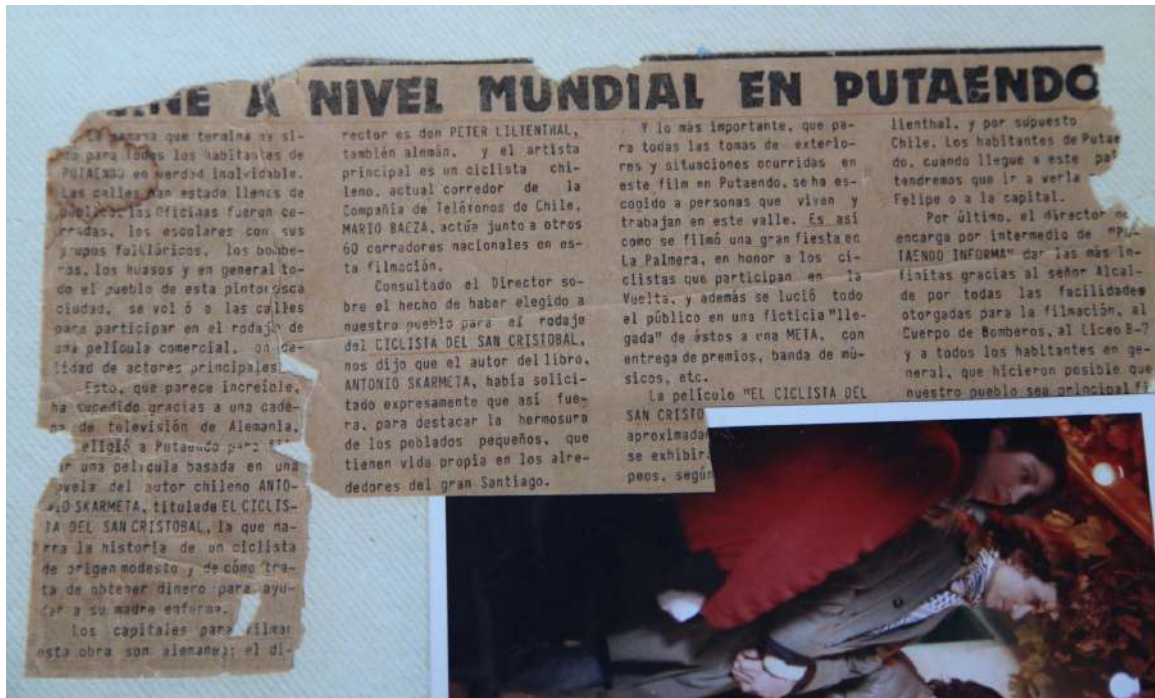 CINE A NIVEL MUNDIAL EN PUTAENDO
La semana que termina si-
do para todos los habitantes de
PUTAENDO en verdad inolvidable.
Las calles han estado llenas de
público, las Oficinas fueron ce-
rradas, los escolares con sus
grupos folklóricos, los bombe-
ros, los huasos y en general to-
do el pueblo de esta pintoresca
ciudad, se vol ó a las calles
para participar en el rodaje de
una película comercial, en ca-
lidad de actores principales.
Esto, que parece increíble,
ha sucedido gracias a una cade-
na de televisión de Alemania,
eligió a Putaendo para fil-
ar una película basada en una
ovela del autor chileno ANTO-
NIO SKARMETA, titulada EL CICLIS-
TA DEL SAN CRISTOBAL, la que na-
rra la historia de un ciclista
de origen modesto y de cómo tra-
ta de obtener dinero para ayu-
dar a su madre enferma.
Los capitales para filmar
esta obra son alemanes; el di-
rector es don PETER LILIENTHAL,
también alemán, y el artista
principal es un ciclista chi-
leno, actual corredor de la
Compañía de Teléfonos de Chile,
MARIO BAEZA, actúa junto a otros
60 corredores nacionales en es-
ta filmación.
Consultado el Director so-
bre el hecho de haber elegido a
nuestro pueblo para el rodaje
del CICLISTA DEL SAN CRISTOBAL,
nos dijo que el autor del libro,
ANTONIO SKARMETA, había solici-
tado expresamente que así fue-
ra, para destacar la hermosura
de los poblados pequeños, que
tienen vida propia en los alre-
dedores del gran Santiago.
Y lo más importante, que pa-
ra todas las tomas de exterio-
res y situaciones ocurridas en
este film en Putaendo, se ha es-
cogido a personas que viven y
trabajan en este valle. Es así
como se filmó una gran fiesta en
La Palmera, en honor a los ci-
clistas que participan en la
Vuelta, y además se lució todo
el público en una ficticia "lle-
gada" de éstos a una META, con
entrega de premios, banda de mú-
sicos, etc.
La película "EL CICLISTA DEL
SAN CRISTO
aproximada
se exhibir
peos, según
lienthal, y por supuesto
Chile. Los habitantes de Putae
do, cuando llegue a este pa
tendremos que ir a verla
Felipe o a la capital.
Por último, el director
encarga por intermedio de "PU
TAENDO INFORMA" dar las más in-
finitas gracias al señor Alcal-
de por todas las facilidades
otorgadas para la filmación, al
Cuerpo de Bomberos, al Liceo B-7
y a todos los habitantes en ge-
neral, que hicieron posible que
nuestro pueblo sea principal